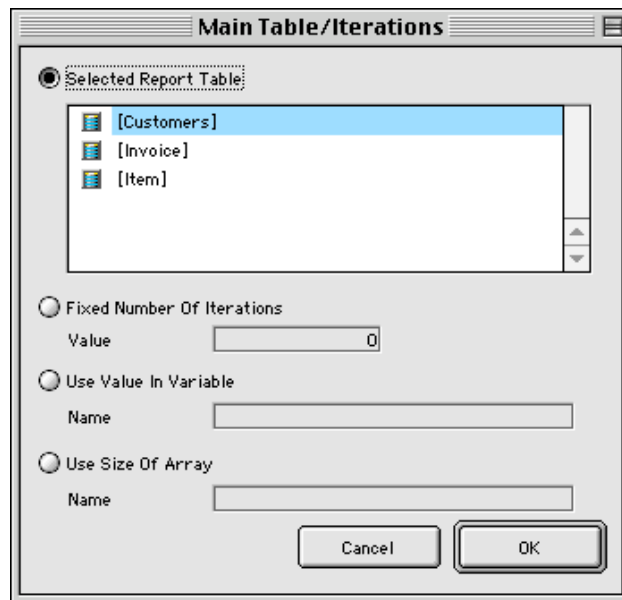 Main Table/Iterations
Selected Report Table
[Customers]
[Invoice]
[Item]
Fixed Number Of Iterations
Value 0
Use Value In Variable
Name
Use Size Of Array
Name
Cancel OK